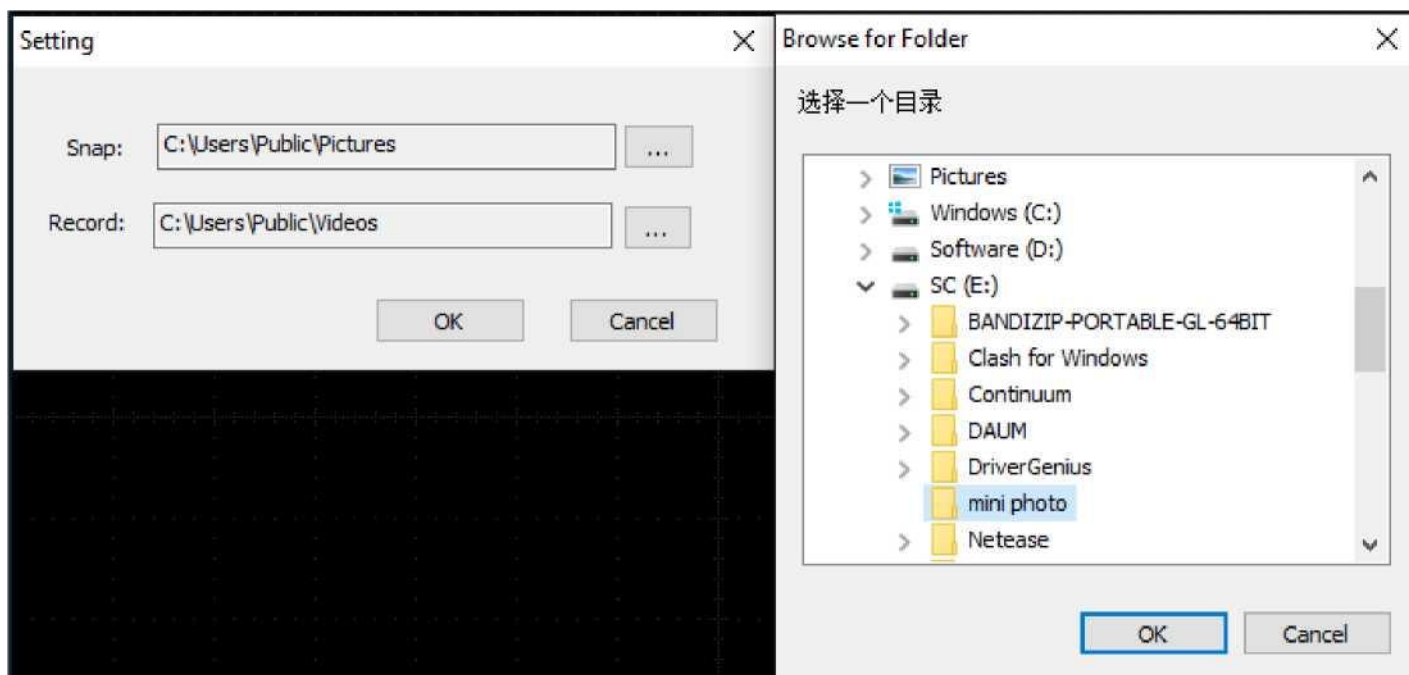 Setting
Snap:
C:\Users\Public\Pictures
...
Record:
C:\Users\Public\Videos
...
OK
Cancel
Browse for Folder
选择一个目录
Pictures
Windows (C:)
Software (D:)
SC (E:)
BANDIZIP-PORTABLE-GL-64BIT
Clash for Windows
Continuum
DAUM
DriverGenius
mini photo
Netease
OK
Cancel